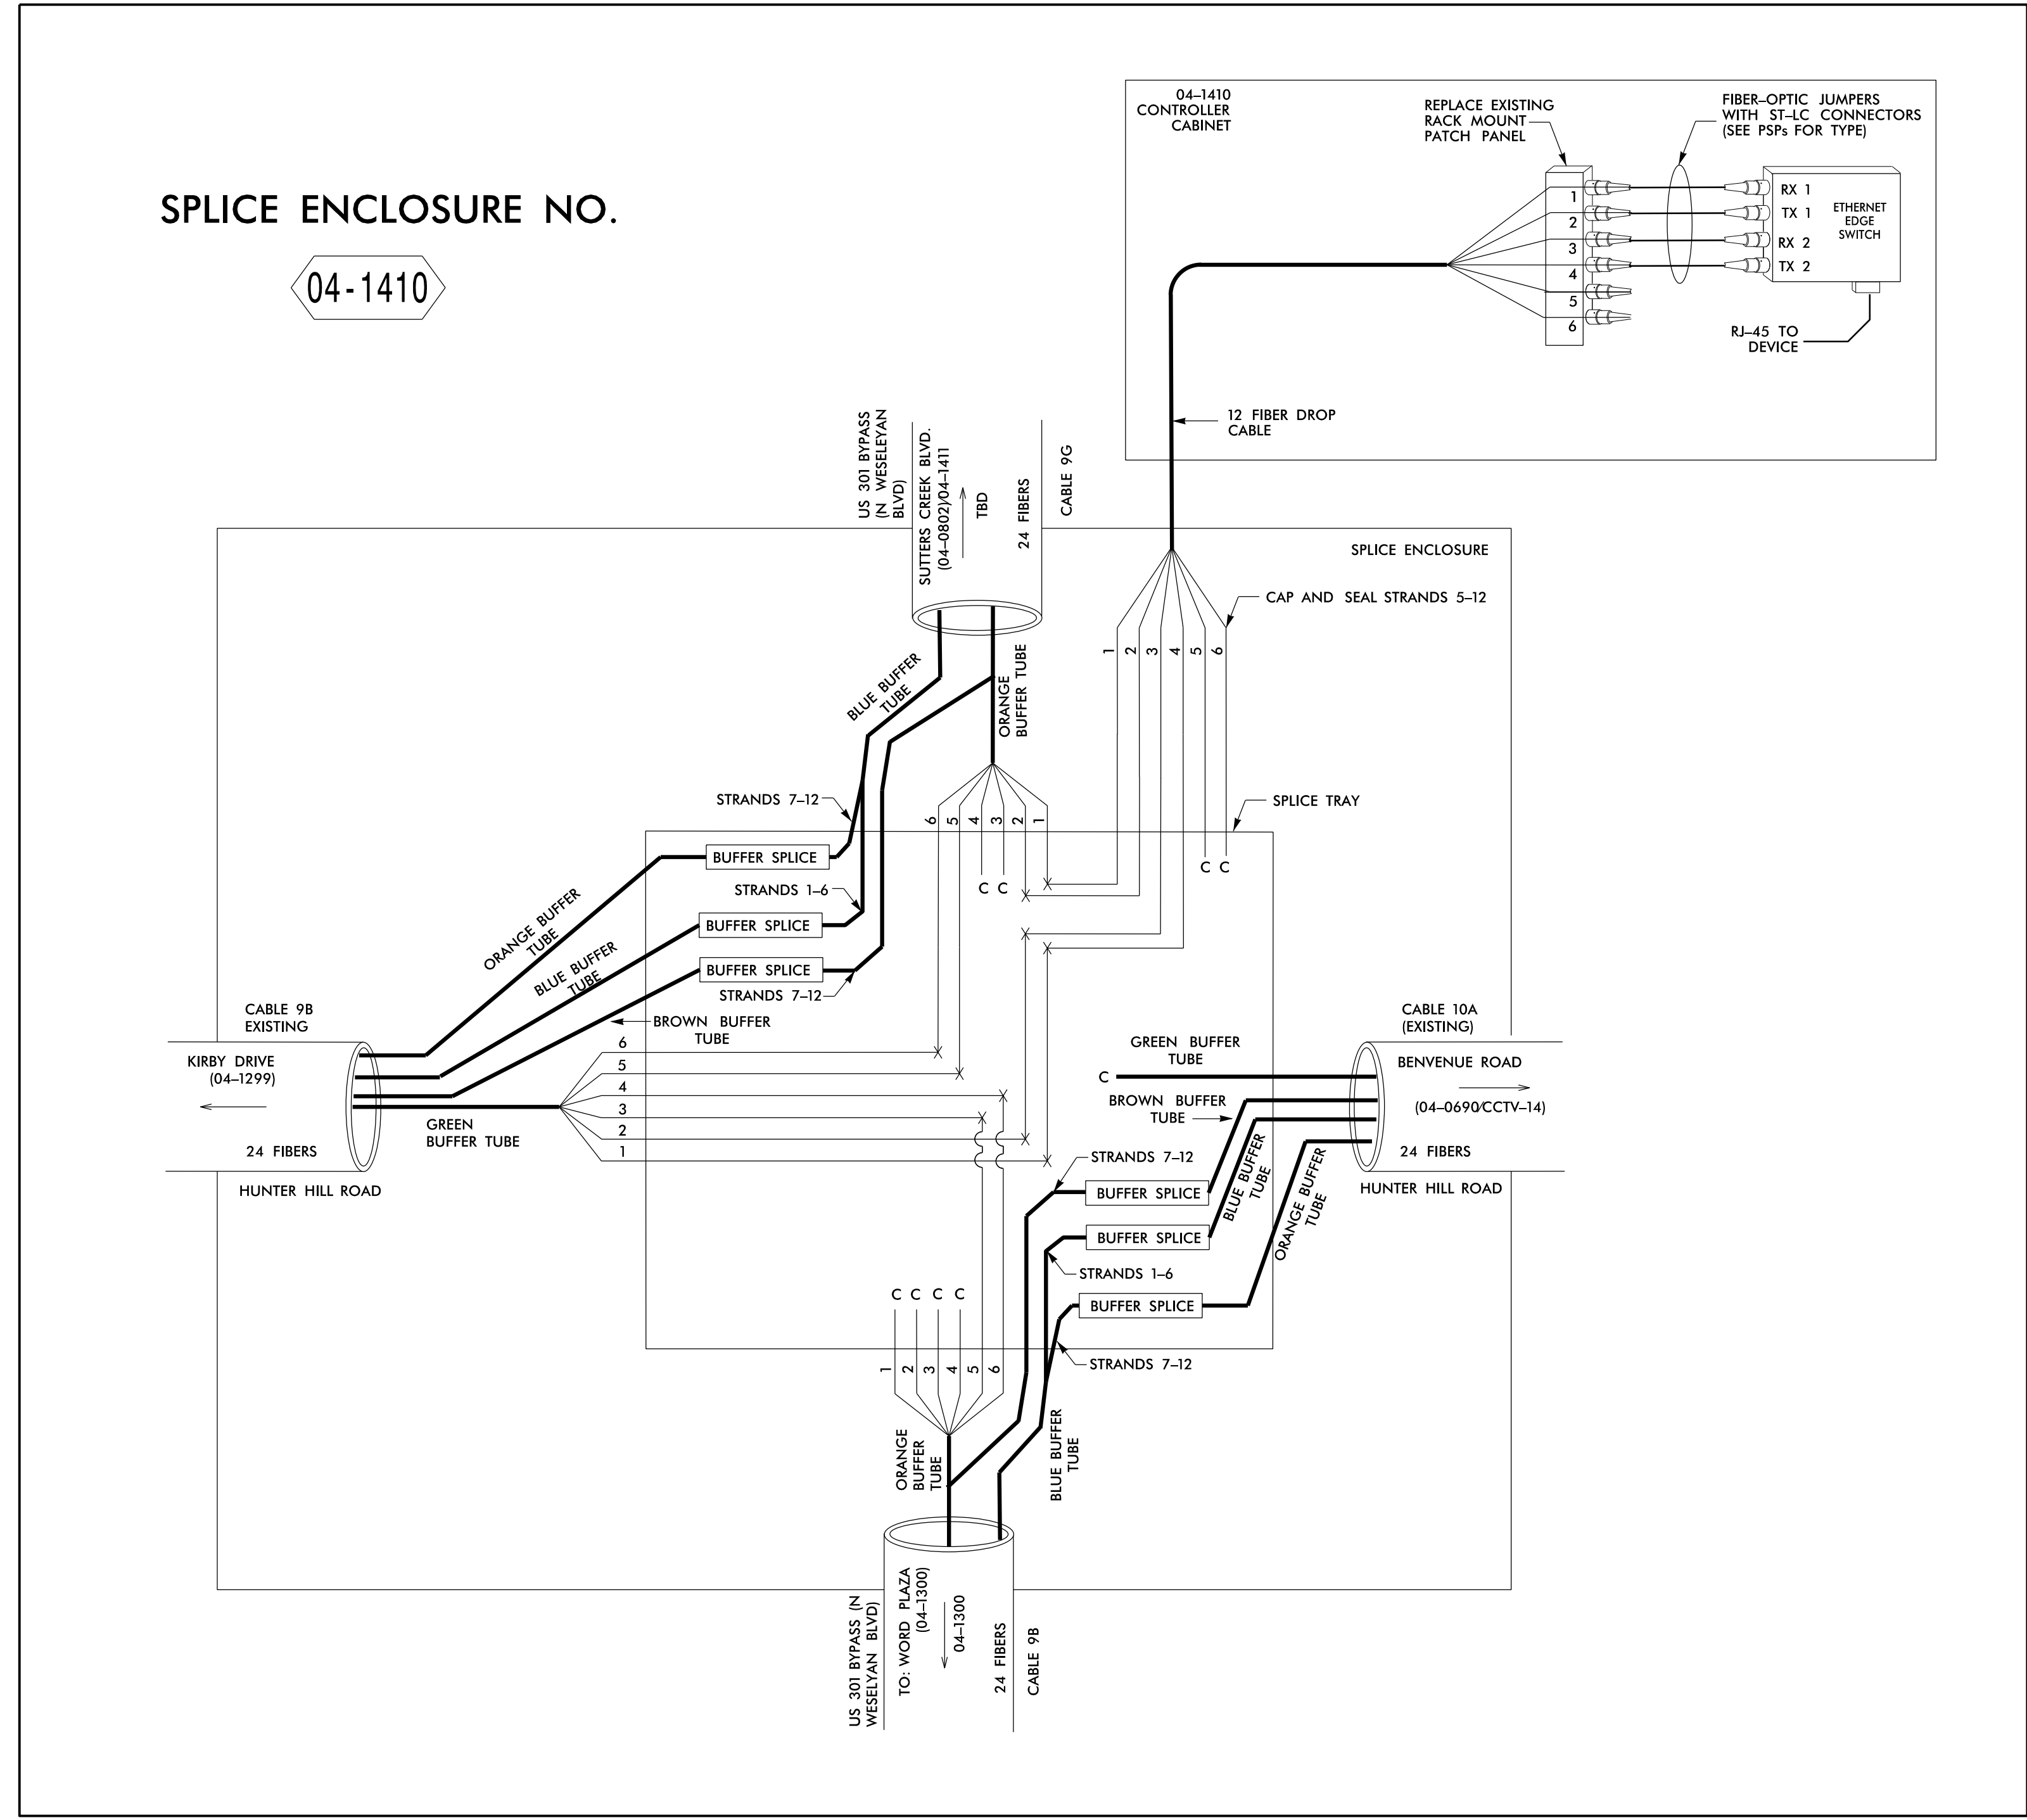 SPLICE ENCLOSURE NO.
04-1410
04–1410
CONTROLLER
CABINET
REPLACE EXISTING
RACK MOUNT
PATCH PANEL
FIBER–OPTIC JUMPERS
WITH ST–LC CONNECTORS
(SEE PSPs FOR TYPE)
1
2
3
4
5
6
RX 1
TX 1
RX 2
TX 2
ETHERNET
EDGE
SWITCH
RJ–45 TO
DEVICE
12 FIBER DROP
CABLE
US 301 BYPASS
(N WESELEYAN
BLVD)
SUTTERS CREEK BLVD.
(04–0802)/04–1411
TBD
24 FIBERS
CABLE 9G
SPLICE ENCLOSURE
CAP AND SEAL STRANDS 5–12
1
2
3
4
5
6
BLUE BUFFER
TUBE
ORANGE
BUFFER TUBE
STRANDS 7–12
6
5
4
3
2
1
SPLICE TRAY
BUFFER SPLICE
C C
C C
STRANDS 1–6
BUFFER SPLICE
BUFFER SPLICE
STRANDS 7–12
ORANGE BUFFER
TUBE
BLUE BUFFER
TUBE
BROWN BUFFER
TUBE
CABLE 9B
EXISTING
KIRBY DRIVE
(04–1299)
24 FIBERS
HUNTER HILL ROAD
GREEN
BUFFER TUBE
6
5
4
3
2
1
GREEN BUFFER
TUBE
C
BROWN BUFFER
TUBE
CABLE 10A
(EXISTING)
BENVENUE ROAD
(04–0690/CCTV–14)
24 FIBERS
HUNTER HILL ROAD
STRANDS 7–12
BUFFER SPLICE
BLUE BUFFER
TUBE
BUFFER SPLICE
ORANGE BUFFER
TUBE
STRANDS 1–6
BUFFER SPLICE
STRANDS 7–12
C C C C
1
2
3
4
5
6
ORANGE
BUFFER
TUBE
BLUE BUFFER
TUBE
US 301 BYPASS (N
WESELYAN BLVD)
TO: WORD PLAZA
(04–1300)
04–1300
24 FIBERS
CABLE 9B